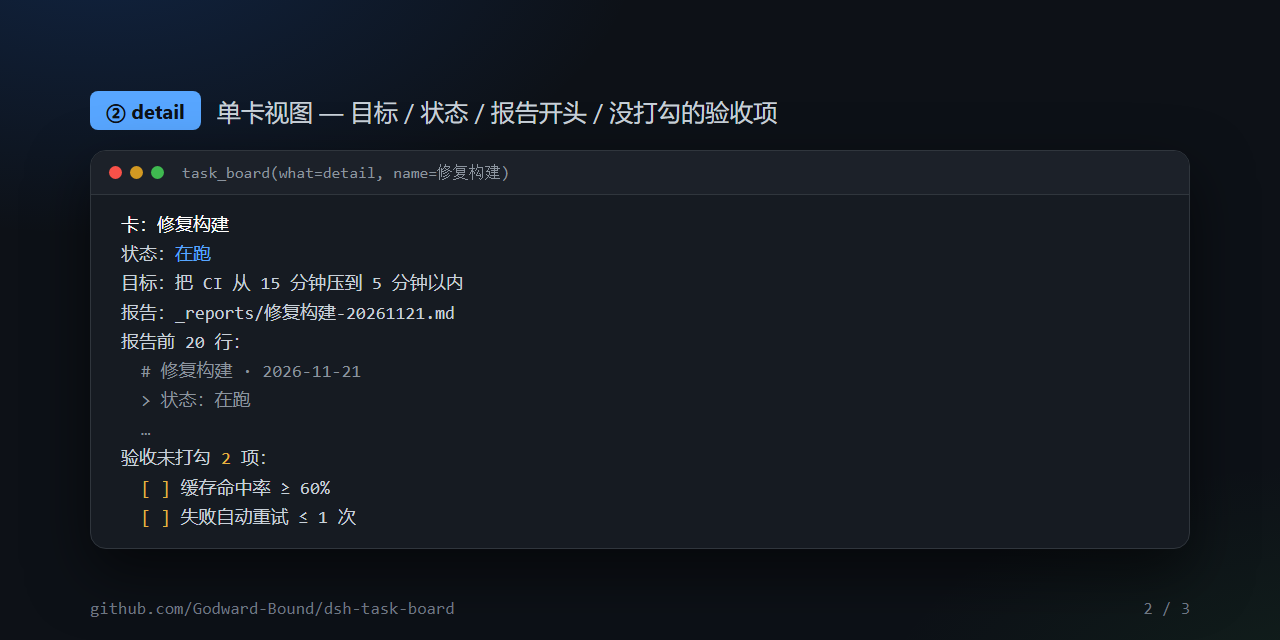 ② detail 单卡视图 — 目标 / 状态 / 报告开头 / 没打勾的验收项
task_board(what=detail, name=修复构建)
卡: 修复构建
状态: 在跑
目标: 把 CI 从 15 分钟压到 5 分钟以内
报告: _reports/修复构建-20261121.md
报告前 20 行:
# 修复构建 · 2026-11-21
> 状态: 在跑
…
验收未打勾 2 项:
[ ] 缓存命中率 ≥ 60%
[ ] 失败自动重试 ≤ 1 次
github.com/Godward-Bound/dsh-task-board
2 / 3